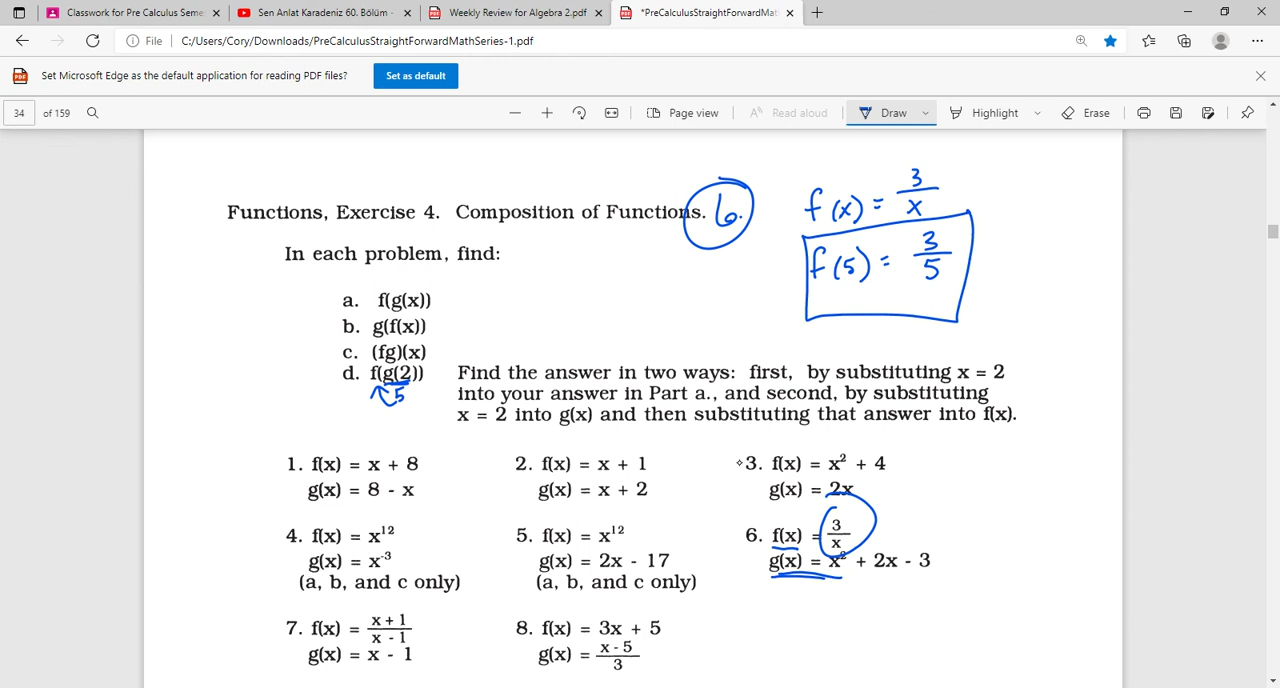 Classwork for Pre Calculus Semes
Sen Anlat Karadeniz 60. Bölüm -
Weekly Review for Algebra 2.pdf
*PreCalculusStraightForwardMat
File C:/Users/Cory/Downloads/PreCalculusStraightForwardMathSeries-1.pdf
Set Microsoft Edge as the default application for reading PDF files? Set as default
34 of 159 Page view Read aloud Draw Highlight Erase
Functions, Exercise 4. Composition of Functions. 6.
f(x) = 3/x
f(5) = 3/5
In each problem, find:
a. f(g(x))
b. g(f(x))
c. (fg)(x)
d. f(g(2)) Find the answer in two ways: first, by substituting x = 2
5
into your answer in Part a., and second, by substituting
x = 2 into g(x) and then substituting that answer into f(x).
1. f(x) = x + 8 2. f(x) = x + 1 ✧3. f(x) = x² + 4
g(x) = 8 - x g(x) = x + 2 g(x) = 2x
4. f(x) = x¹² 5. f(x) = x¹² 6. f(x) = 3/x
g(x) = x⁻³ g(x) = 2x - 17 g(x) = x² + 2x - 3
(a, b, and c only) (a, b, and c only)
7. f(x) = x + 1/x - 1 8. f(x) = 3x + 5
g(x) = x - 1 g(x) = x - 5/3